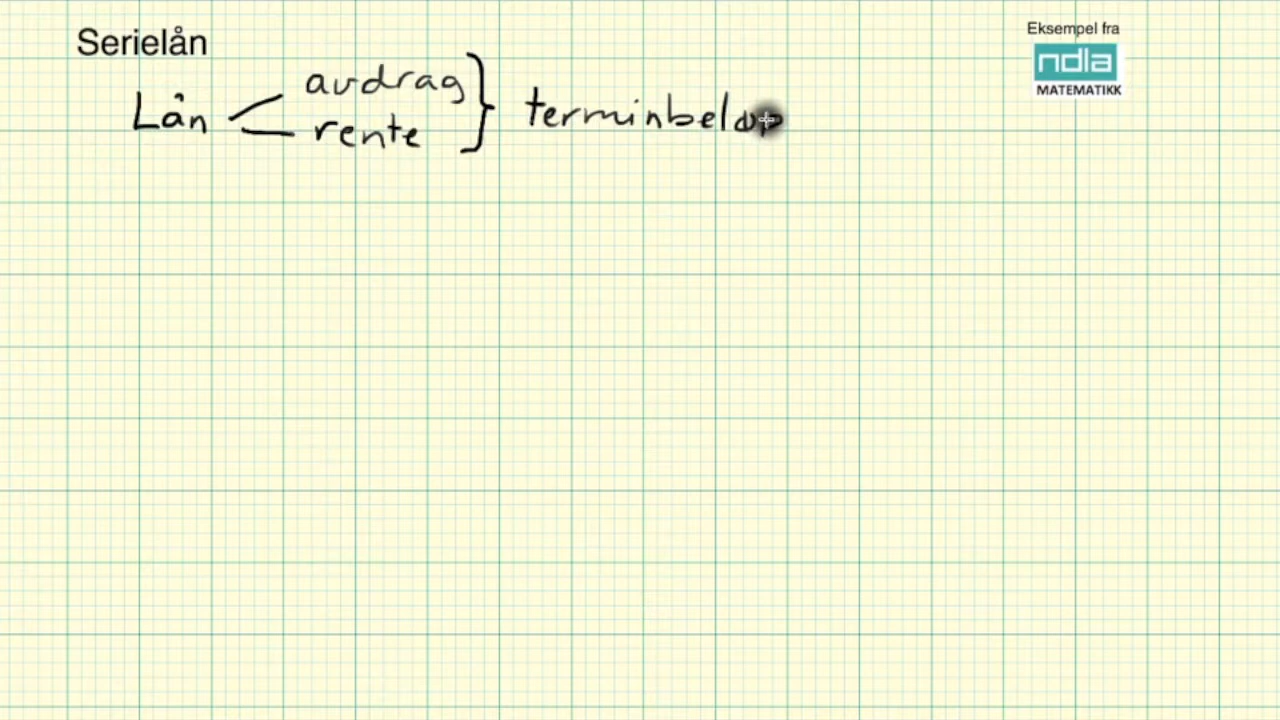 Serielån
Eksempel fra
ndla
MATEMATIKK
Lån
avdrag
rente
terminbeløp